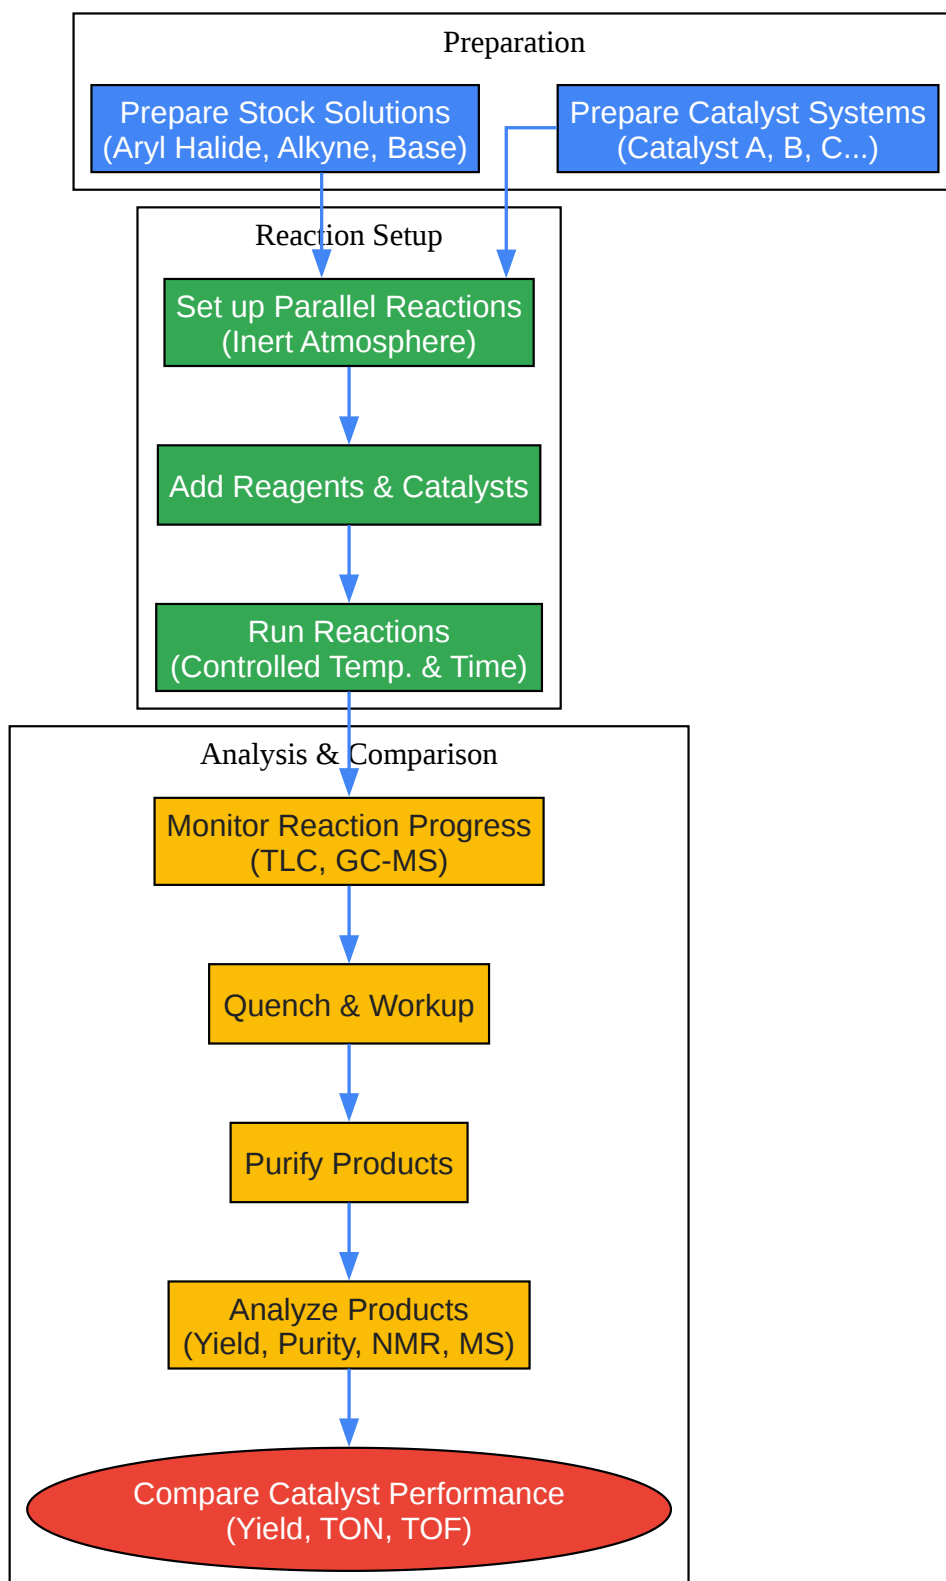 Preparation
Prepare Stock Solutions
(Aryl Halide, Alkyne, Base)
Prepare Catalyst Systems
(Catalyst A, B, C...)
Reaction Setup
Set up Parallel Reactions
(Inert Atmosphere)
Add Reagents & Catalysts
Run Reactions
(Controlled Temp. & Time)
Analysis & Comparison
Monitor Reaction Progress
(TLC, GC-MS)
Quench & Workup
Purify Products
Analyze Products
(Yield, Purity, NMR, MS)
Compare Catalyst Performance
(Yield, TON, TOF)